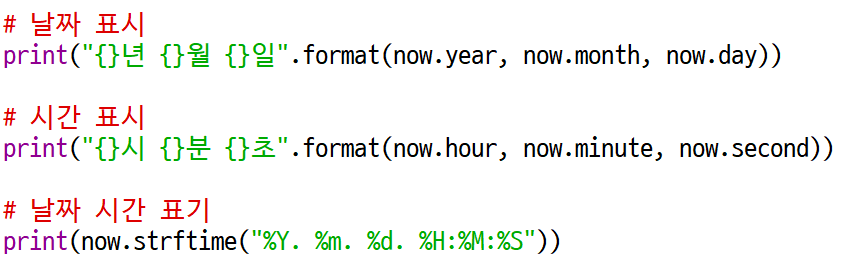 # 날짜 표시
print("{}년 {}월 {}일".format(now.year, now.month, now.day))
# 시간 표시
print("{}시 {}분 {}초".format(now.hour, now.minute, now.second))
# 날짜 시간 표기
print(now.strftime("%Y. %m. %d. %H:%M:%S"))